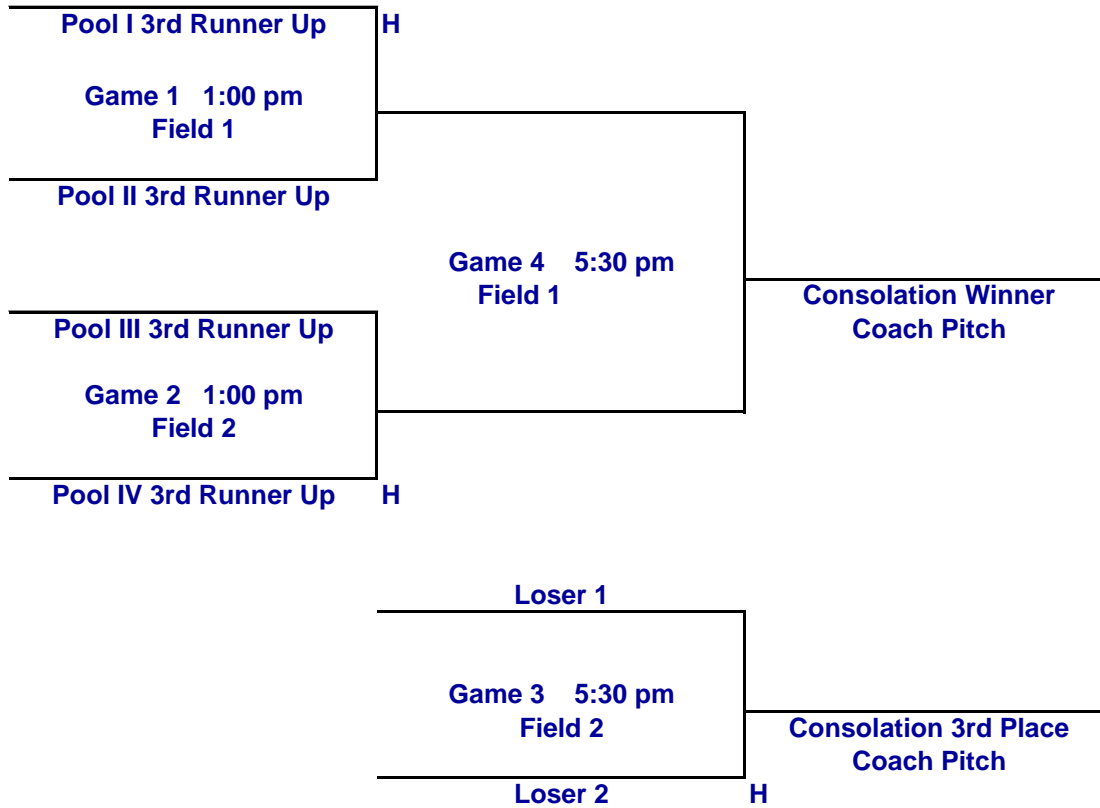 Pool I 3rd Runner Up H
Game 1 1:00 pm
Field 1
Pool II 3rd Runner Up
Game 4 5:30 pm
Field 1
Consolation Winner
Coach Pitch
Pool III 3rd Runner Up
Game 2 1:00 pm
Field 2
Pool IV 3rd Runner Up H
Loser 1
Game 3 5:30 pm
Field 2
Consolation 3rd Place
Coach Pitch
Loser 2 H